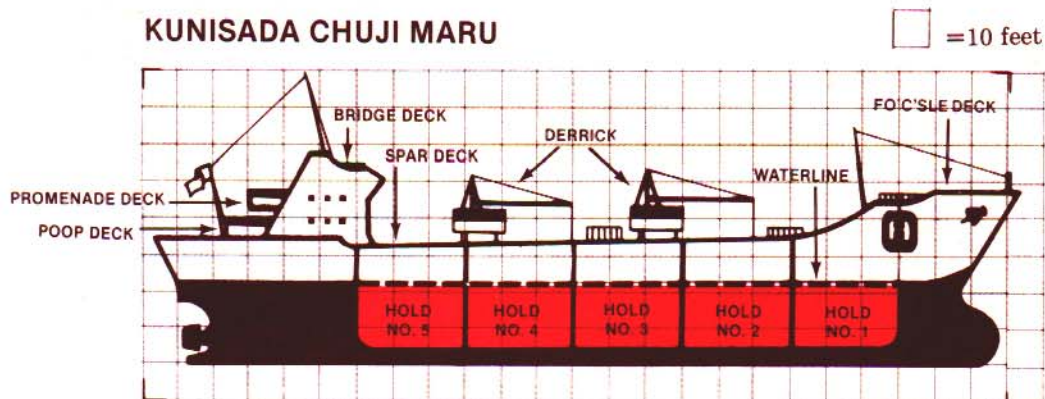 KUNISADA CHUJI MARU
=10 feet
BRIDGE DECK
FO'C'SLE DECK
DERRICK
SPAR DECK
WATERLINE
PROMENADE DECK
POOP DECK
HOLD
NO. 5
HOLD
NO. 4
HOLD
NO. 3
HOLD
NO. 2
HOLD
NO. 1